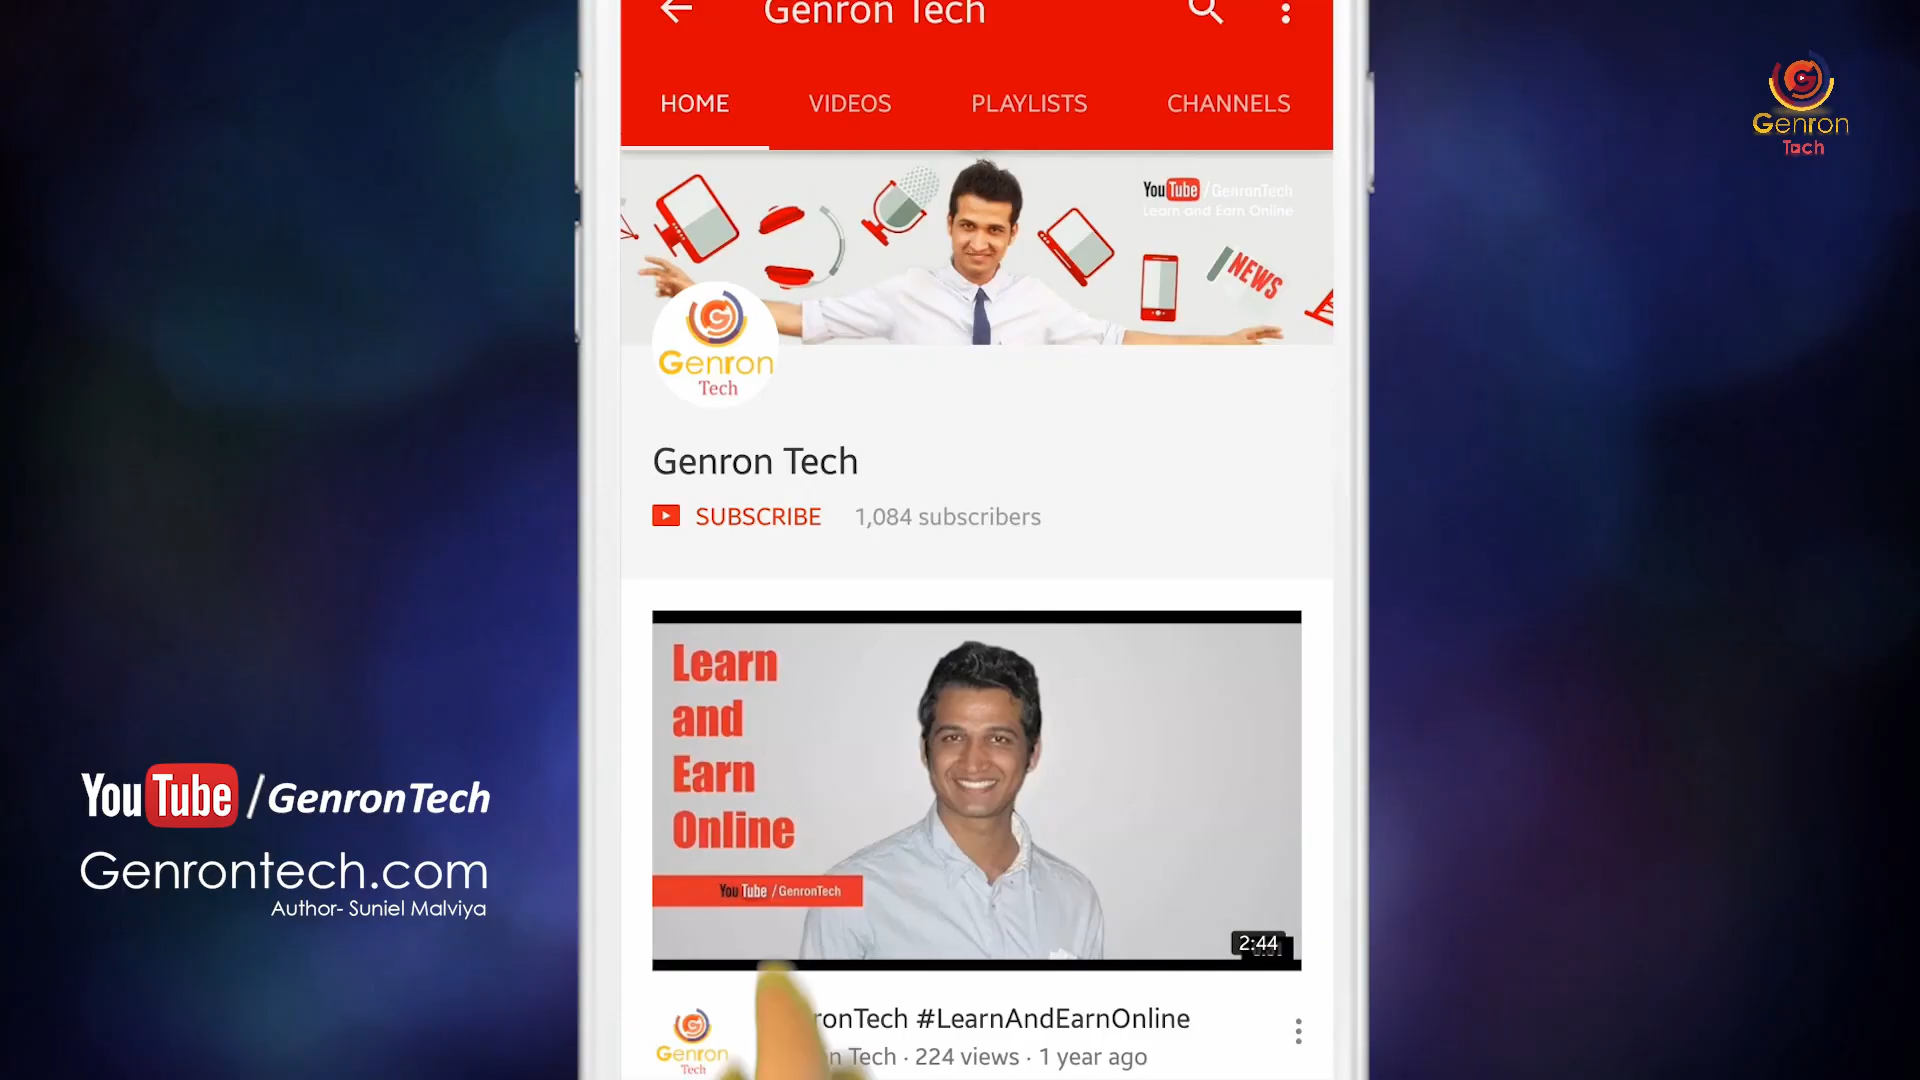 Genron Tech
HOME VIDEOS PLAYLISTS CHANNELS
Genron
Tach
YouTube /GenronTech
Learn and Earn Online
NEWS
Genron
Tech
Genron Tech
SUBSCRIBE 1,084 subscribers
Learn
and
Earn
Online
YouTube /GenronTech
2:44
YouTube /GenronTech
Genrontech.com
Author- Suniel Malviya
ronTech #LearnAndEarnOnline
n Tech · 224 views · 1 year ago
Genron
Tech